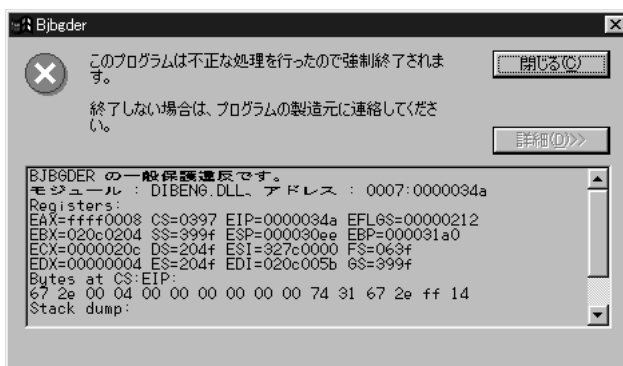 Bjbgder
このプログラムは不正な処理を行ったので強制終了されま
す。
閉じる(C)
終了しない場合は、プログラムの製造元に連絡してくださ
い。
詳細(D)>>
BJBGDER の一般保護違反です。
モジュール : DIBENG.DLL、アドレス : 0007:0000034a
Registers:
EAX=ffff0008 CS=0397 EIP=0000034a EFLGS=00000212
EBX=020c0204 SS=399f ESP=000030ee EBP=000031a0
ECX=0000020c DS=204f ESI=327c0000 FS=063f
EDX=00000004 ES=204f EDI=020c005b GS=399f
Bytes at CS:EIP:
67 2e 00 04 00 00 00 00 00 00 74 31 67 2e ff 14
Stack dump: